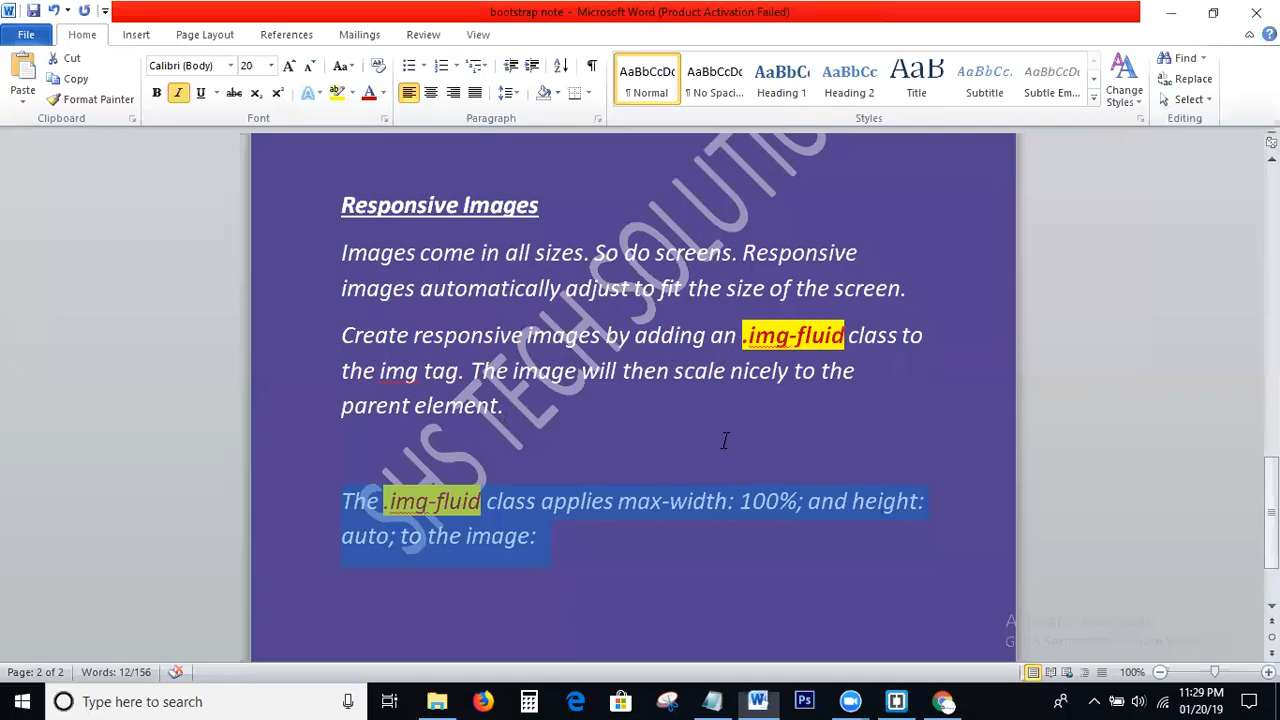 bootstrap note - Microsoft Word (Product Activation Failed)
File Home Insert Page Layout References Mailings Review View
Paste
Cut
Copy
Format Painter
Clipboard
Calibri (Body) 20
Font
Paragraph
AaBbCcDc
¶ Normal
AaBbCcDc
¶ No Spaci...
AaBbC
Heading 1
AaBbCc
Heading 2
AaB
Title
AaBbCc.
Subtitle
AaBbCcDc
Subtle Em...
Change
Styles
Styles
Find
Replace
Select
Editing
SHS TECH SOLUTION
Responsive Images
Images come in all sizes. So do screens. Responsive
images automatically adjust to fit the size of the screen.
Create responsive images by adding an .img-fluid class to
the img tag. The image will then scale nicely to the
parent element.
The .img-fluid class applies max-width: 100%; and height:
auto; to the image:
Page: 2 of 2 Words: 12/156 100%
Type here to search
11:29 PM
01/20/19